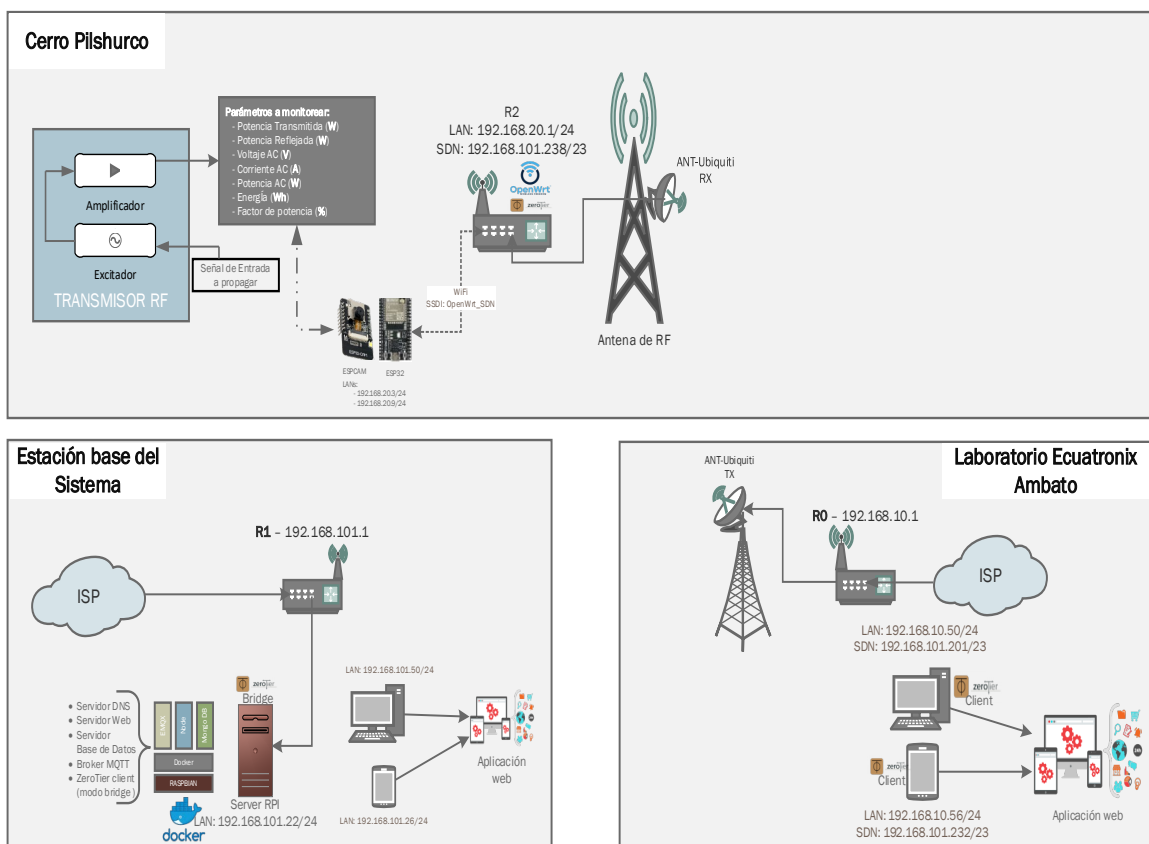 Cerro Pilshurco
Parámetros a monitorear:
- Potencia Transmitida (W)
- Potencia Reflejada (W)
- Voltaje AC (V)
- Corriente AC (A)
- Potencia AC (W)
- Energía (Wh)
- Factor de potencia (%)
Amplificador
Excitador
TRANSMISOR RF
Señal de Entrada
a propagar
R2
LAN: 192.168.20.1/24
SDN: 192.168.101.238/23
OpenWrt
zerotier
WiFi
SSDI: OpenWrt_SDN
ANT-Ubiquiti
RX
Antena de RF
ESPCAM
ESP32
LANs:
- 192.168.20.3/24
- 192.168.20.9/24
Estación base del
Sistema
R1 – 192.168.101.1
ISP
zerotier
Bridge
Servidor DNS
Servidor Web
Servidor
Base de Datos
Broker MQTT
ZeroTier client
(modo bridge)
EMQX
Node
Mongo DB
Docker
RASPBIAN
docker
Server RPI
LAN: 192.168.101.22/24
LAN: 192.168.101.50/24
LAN: 192.168.101.26/24
Aplicación
web
Laboratorio Ecuatronix
Ambato
ANT-Ubiquiti
TX
R0 – 192.168.10.1
ISP
LAN: 192.168.10.50/24
SDN: 192.168.101.201/23
zerotier
Client
zerotier
Client
Aplicación web
LAN: 192.168.10.56/24
SDN: 192.168.101.232/23